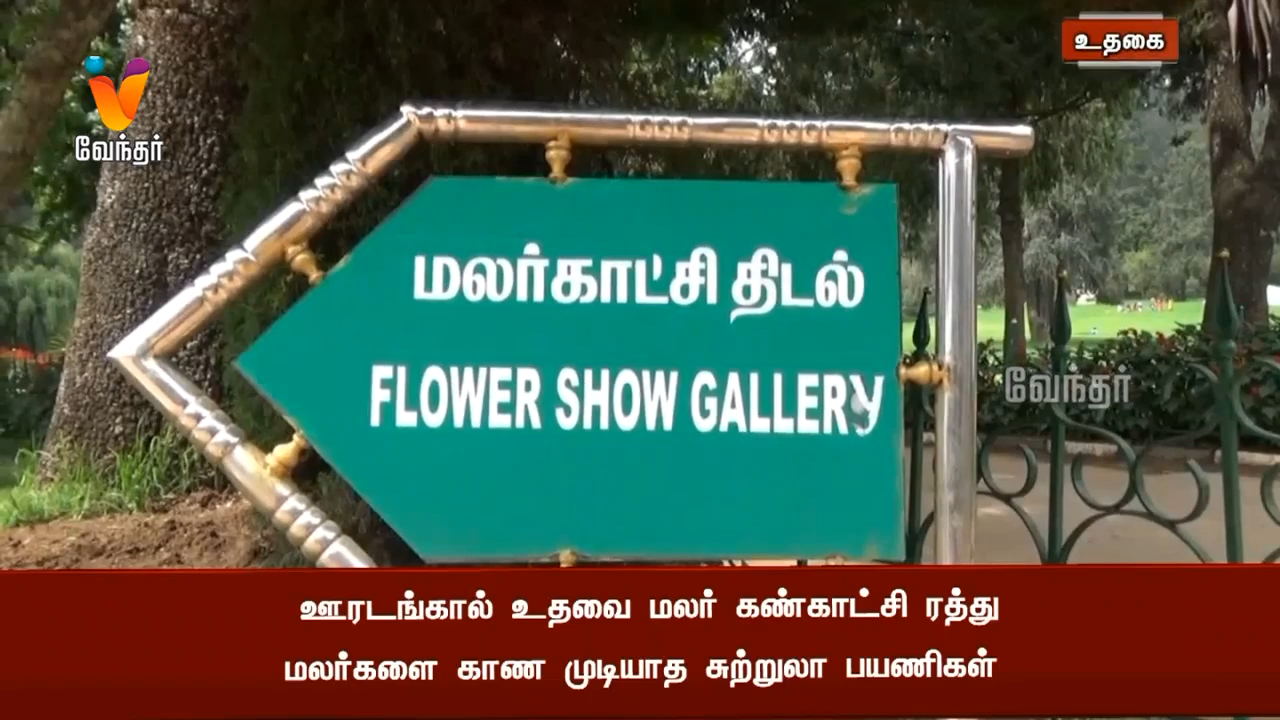 உதகை
வேந்தர்
மலர்காட்சி திடல்
FLOWER SHOW GALLERY
வேந்தர்
ஊரடங்கால் உதவை மலர் கண்காட்சி ரத்து
மலர்களை காண முடியாத சுற்றுலா பயணிகள்